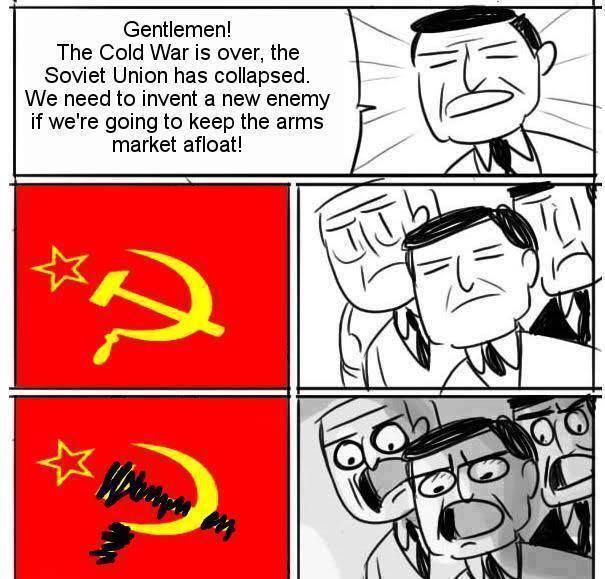 Gentlemen!
The Cold War is over, the
Soviet Union has collapsed.
We need to invent a new enemy
if we're going to keep the arms
market afloat!